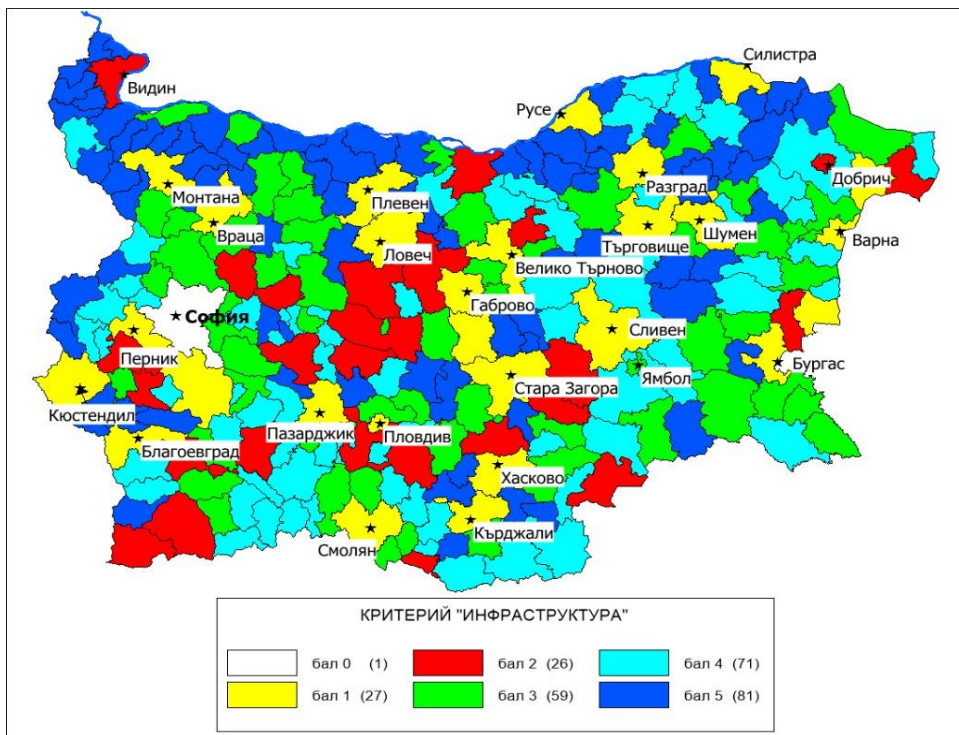 Силистра
Видин
Русе
Добрич
Монтана
Плевен
Разград
Враца
Шумен
Варна
Ловеч
Търговище
Велико Търново
Габрово
София
Сливен
Перник
Бургас
Ямбол
Стара Загора
Кюстендил
Пазарджик
Пловдив
Благоевград
Хасково
Кърджали
Смолян
КРИТЕРИЙ "ИНФРАСТРУКТУРА"
бал 0 (1) бал 2 (26) бал 4 (71)
бал 1 (27) бал 3 (59) бал 5 (81)